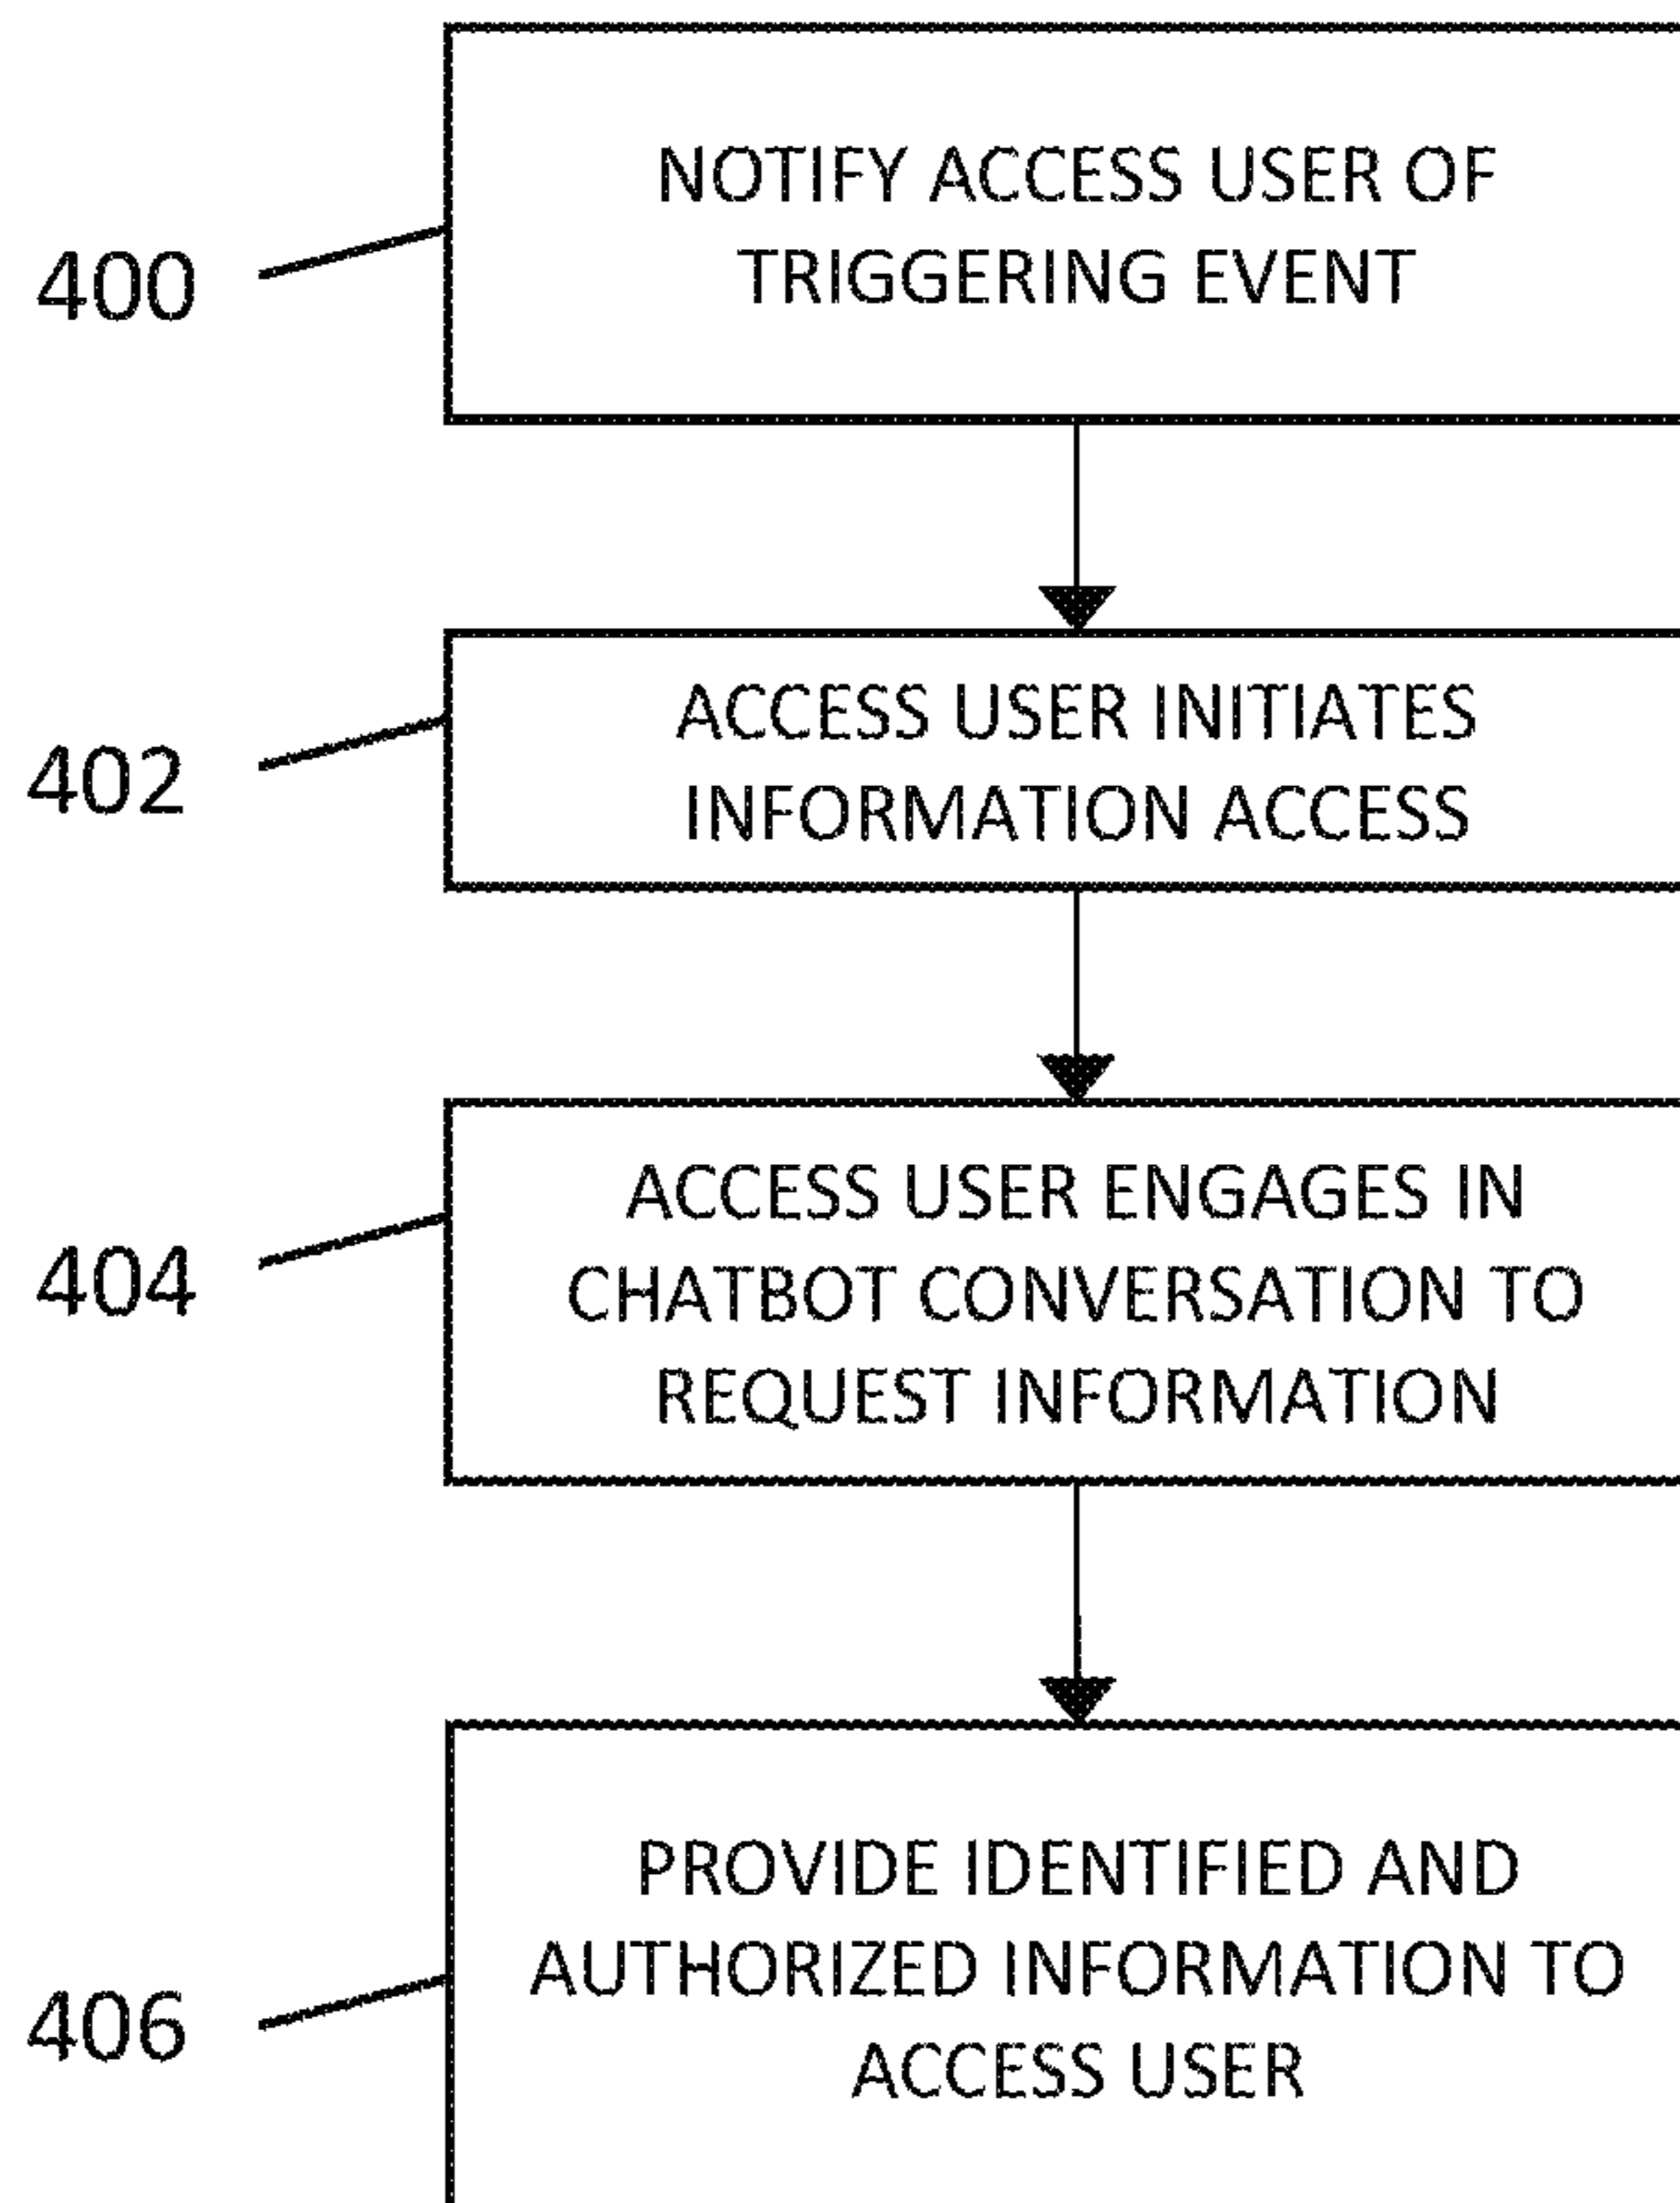 NOTIFY ACCESS USER OF
TRIGGERING EVENT
400
ACCESS USER INITIATES
INFORMATION ACCESS
402
ACCESS USER ENGAGES IN
CHATBOT CONVERSATION TO
REQUEST INFORMATION
404
PROVIDE IDENTIFIED AND
AUTHORIZED INFORMATION TO
ACCESS USER
406